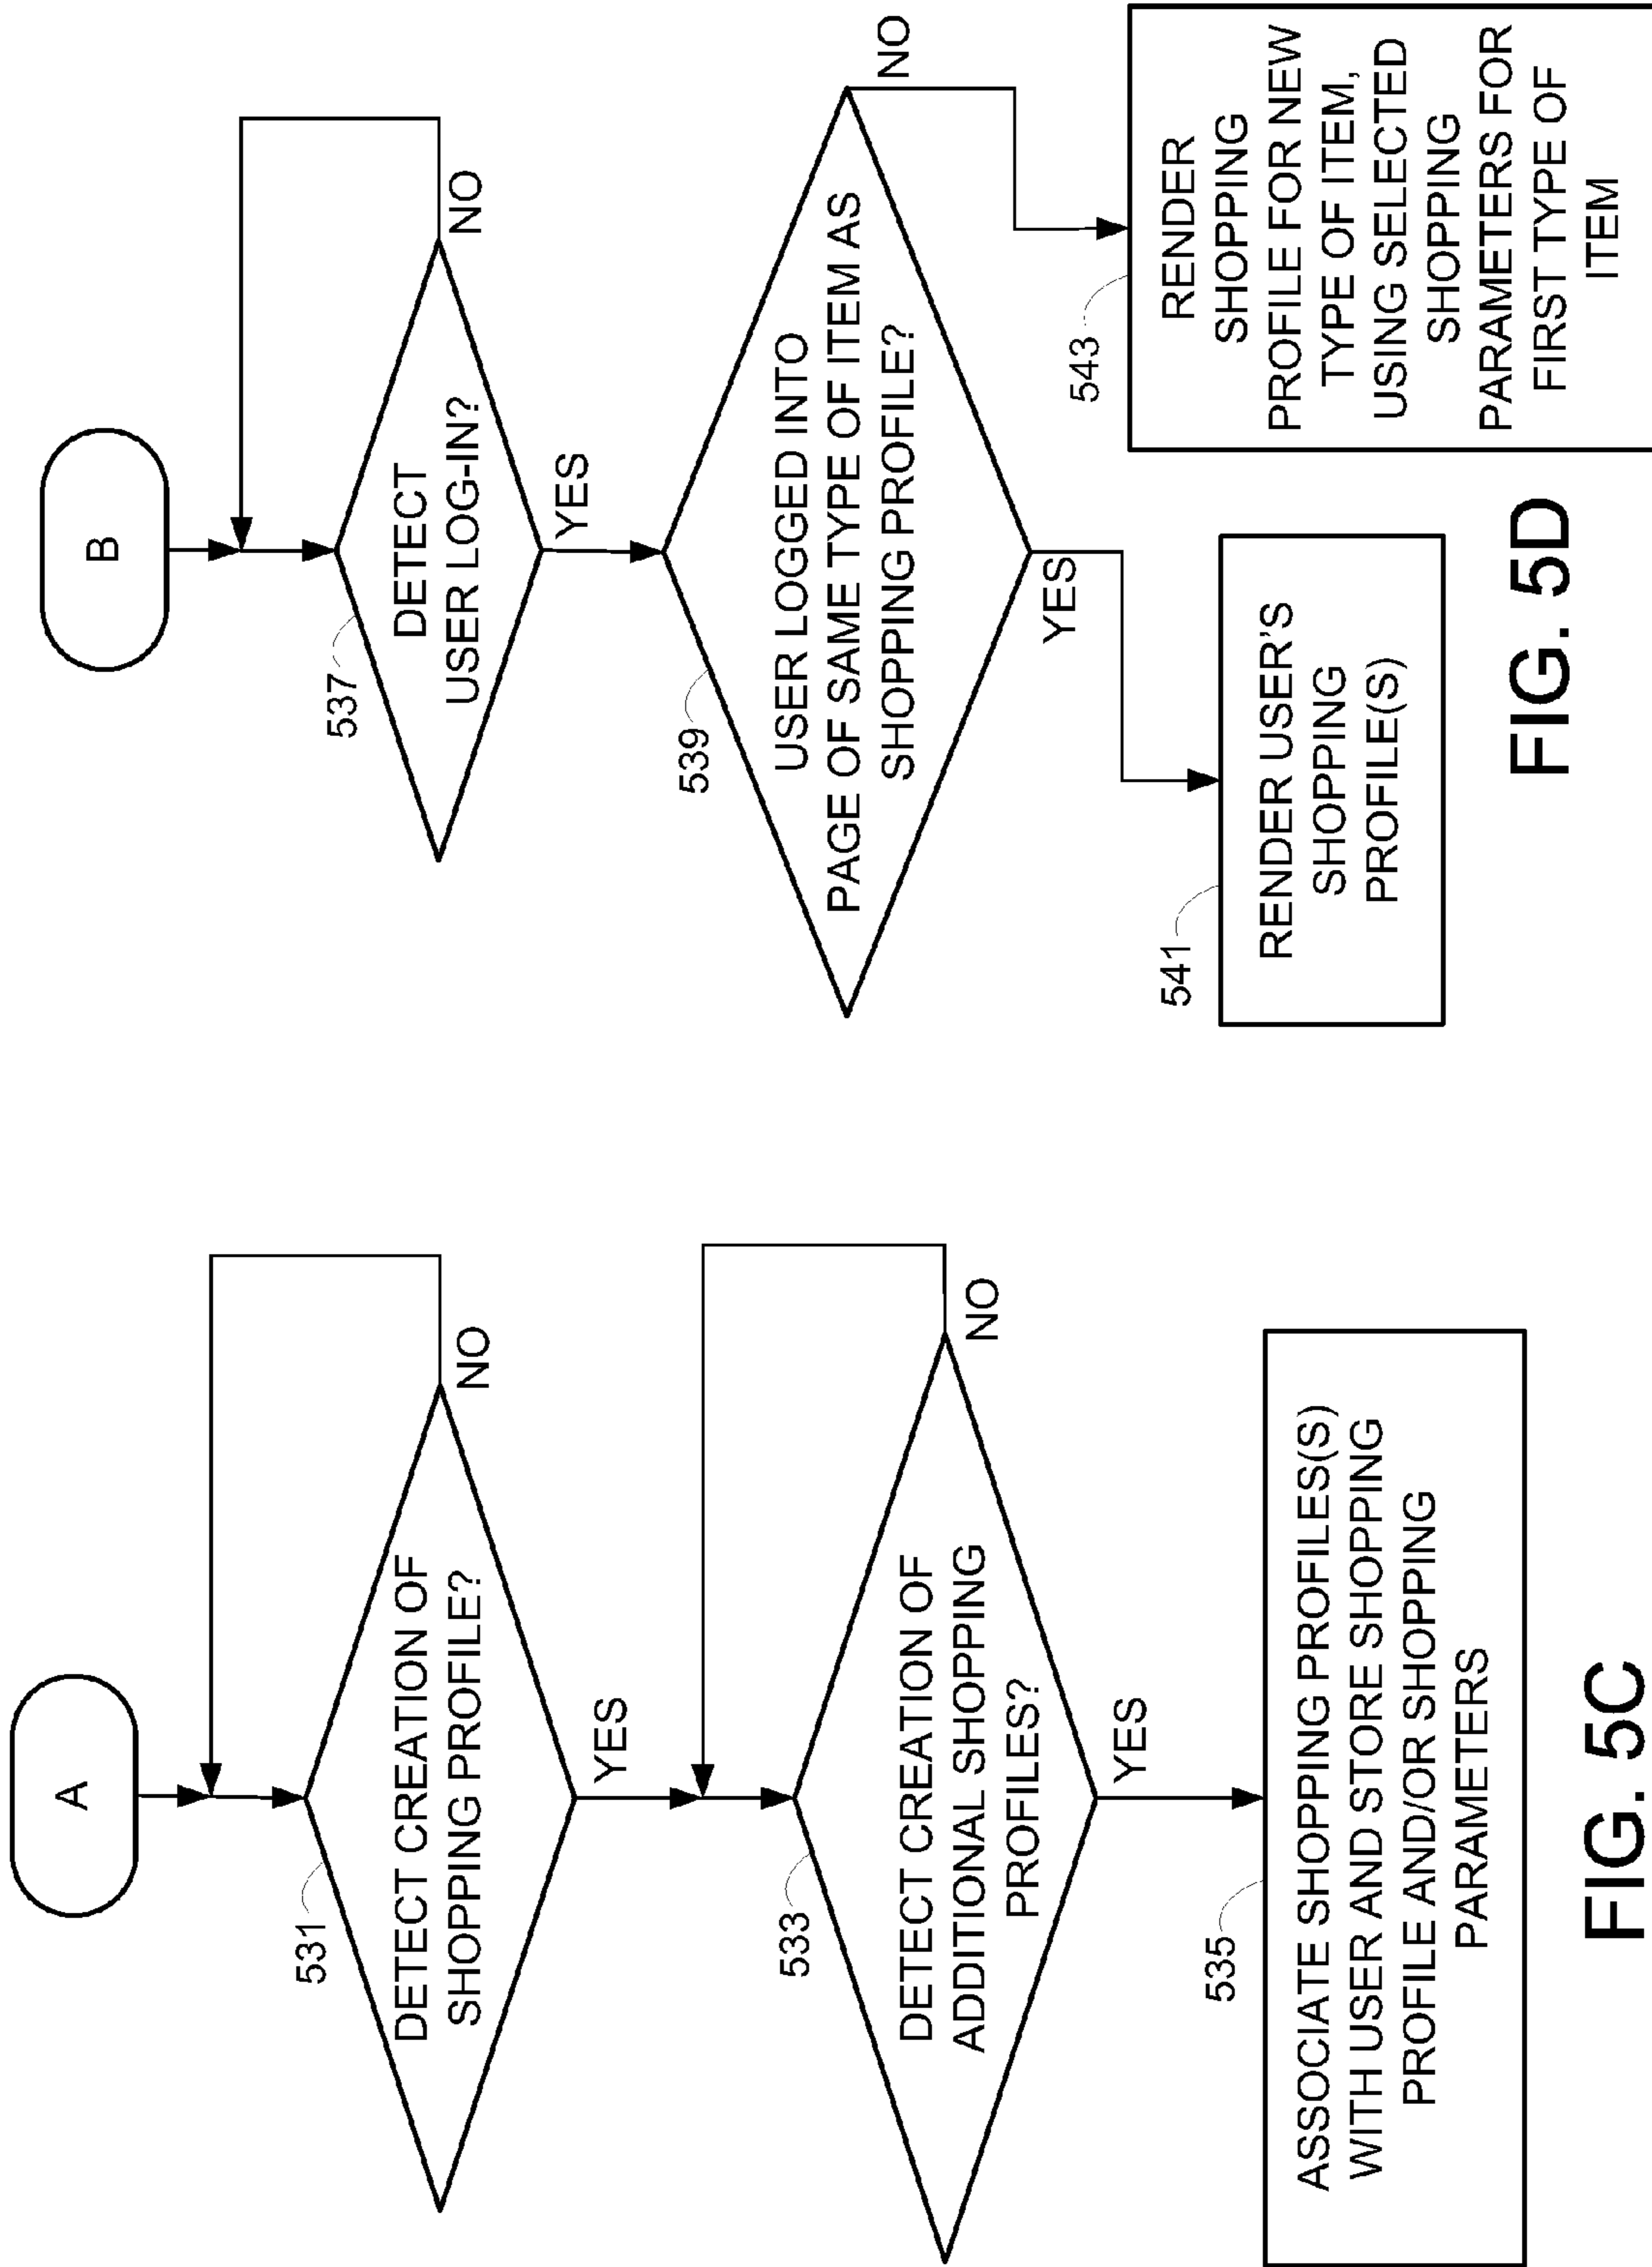 A
DETECT CREATION OF
SHOPPING PROFILE?
531
NO
YES
DETECT CREATION OF
ADDITIONAL SHOPPING
PROFILES?
533
NO
YES
535
ASSOCIATE SHOPPING PROFILES(S)
WITH USER AND STORE SHOPPING
PROFILE AND/OR SHOPPING
PARAMETERS
FIG. 5C
B
DETECT
USER LOG-IN?
537
NO
YES
USER LOGGED INTO
PAGE OF SAME TYPE OF ITEM AS
SHOPPING PROFILE?
539
NO
YES
541
RENDER USER'S
SHOPPING
PROFILE(S)
543
RENDER
SHOPPING
PROFILE FOR NEW
TYPE OF ITEM,
USING SELECTED
SHOPPING
PARAMETERS FOR
FIRST TYPE OF
ITEM
FIG. 5D